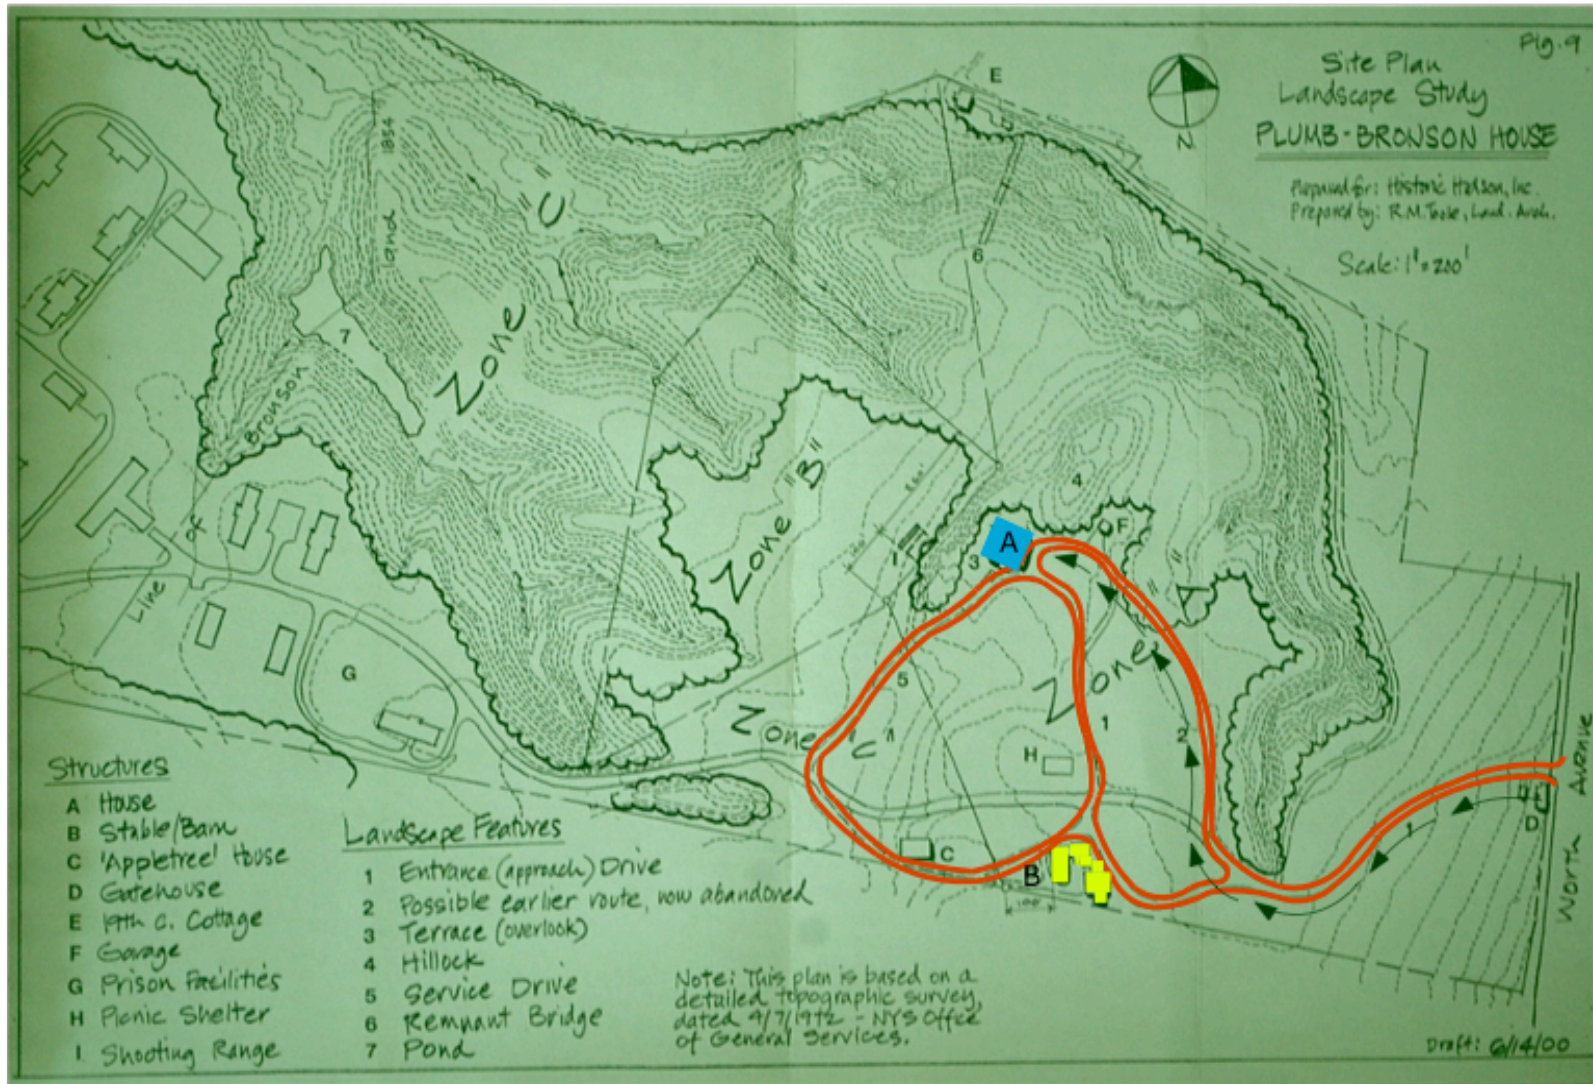 Fig. 9
Site Plan
Landscape Study
PLUMB-BRONSON HOUSE
Prepared for: Historic Hudson, Inc.
Prepared by: R.M. Toole, Land. Arch.
Scale: 1"=200'
N
E
6
1854
land
Bronson
of
Line
Zone "C"
7
Zone "B"
4
F
A
3
I
Zone "A"
5
Zone "C"
1
2
H
G
C
B
100'
1
D
Worth Avenue
Structures
A House
B Stable/Barn
C 'Appletree' House
D Gatehouse
E 19th c. Cottage
F Garage
G Prison Facilities
H Picnic Shelter
I Shooting Range
Landscape Features
1 Entrance (approach) Drive
2 Possible earlier route, now abandoned
3 Terrace (overlook)
4 Hillock
5 Service Drive
6 Remnant Bridge
7 Pond
Note: This plan is based on a
detailed topographic survey,
dated 9/7/1972 - NYS Office
of General Services.
Draft: 6/14/00